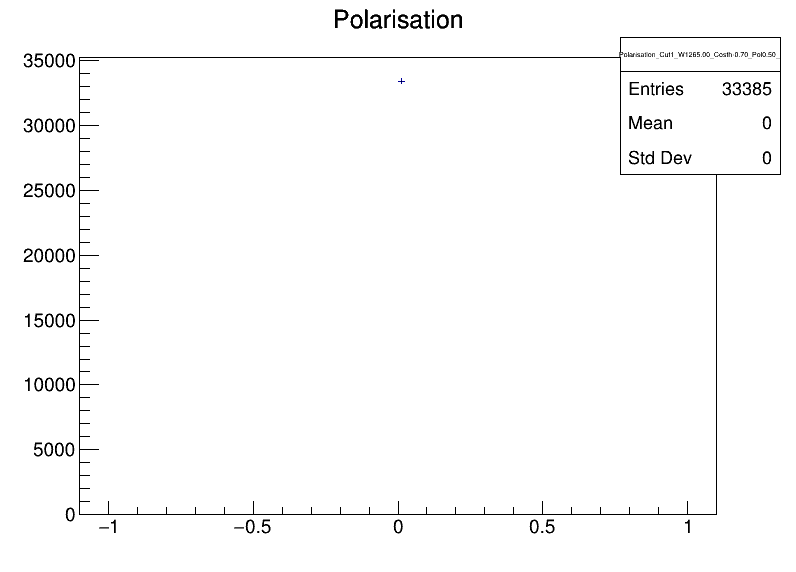 Polarisation
Polarisation_Cut1_W1265.00_Costh-0.70_Pol0.50_
Entries 33385
Mean 0
Std Dev 0
35000
30000
25000
20000
15000
10000
5000
0
−1 −0.5 0 0.5 1